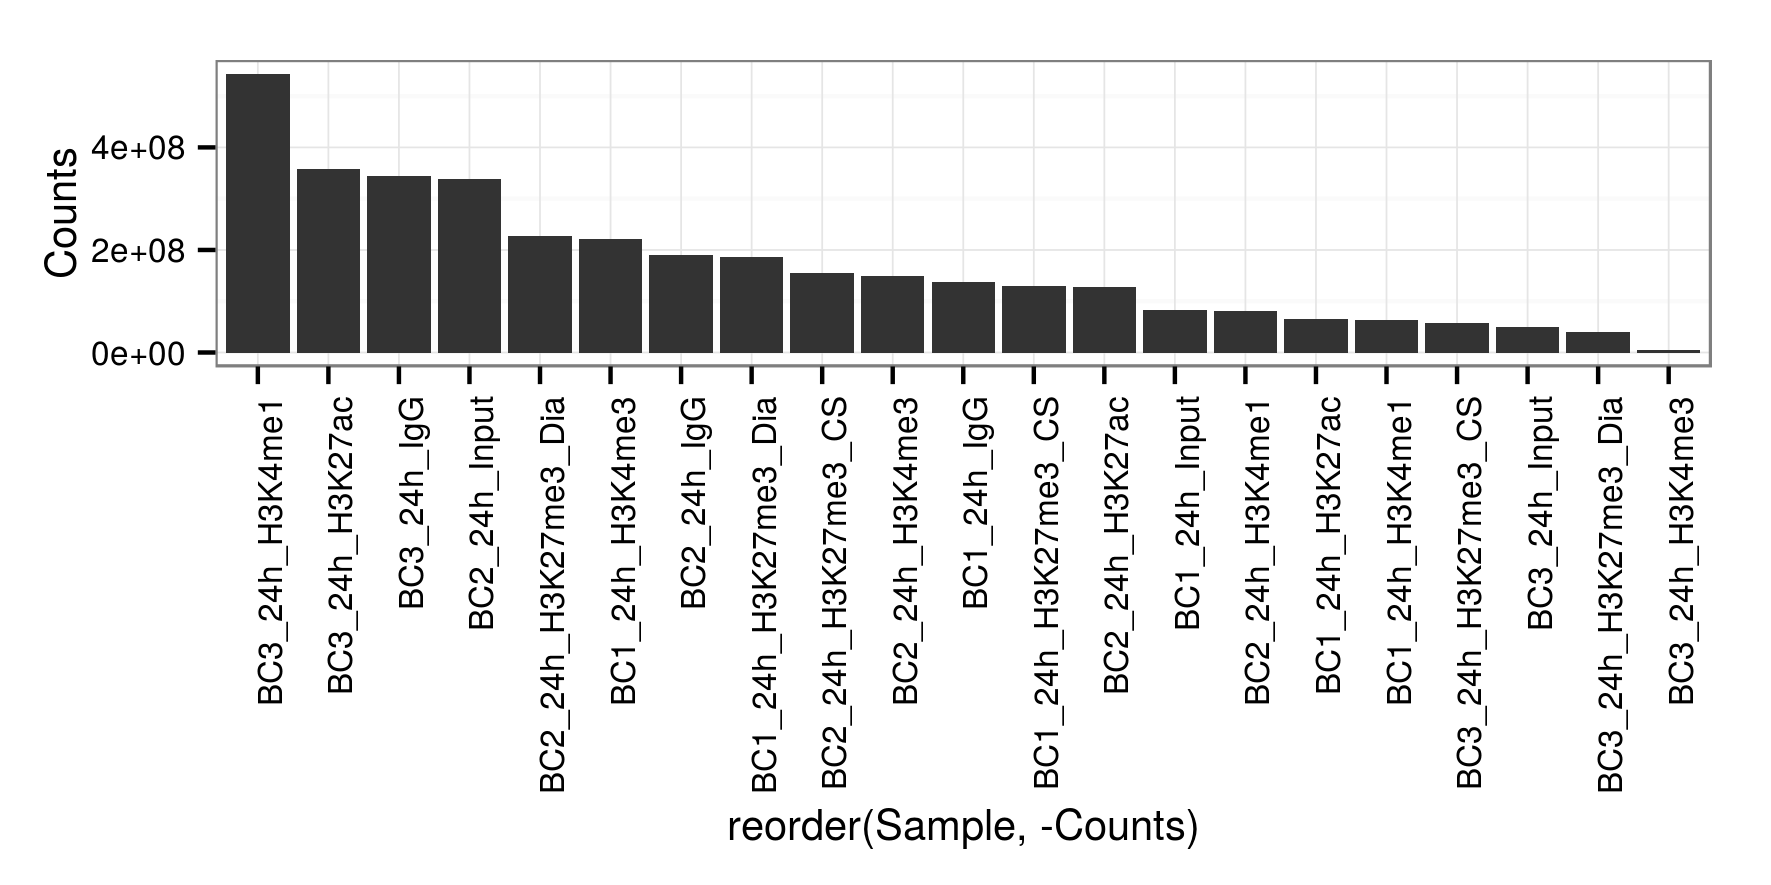 Counts
4e+08
2e+08
0e+00
BC3_24h_H3K4me1
BC3_24h_H3K27ac
BC3_24h_IgG
BC2_24h_Input
BC2_24h_H3K27me3_Dia
BC1_24h_H3K4me3
BC2_24h_IgG
BC1_24h_H3K27me3_Dia
BC2_24h_H3K27me3_CS
BC2_24h_H3K4me3
BC1_24h_IgG
BC1_24h_H3K27me3_CS
BC2_24h_H3K27ac
BC1_24h_Input
BC2_24h_H3K4me1
BC1_24h_H3K27ac
BC1_24h_H3K4me1
BC3_24h_H3K27me3_CS
BC3_24h_Input
BC3_24h_H3K27me3_Dia
BC3_24h_H3K4me3
reorder(Sample, -Counts)